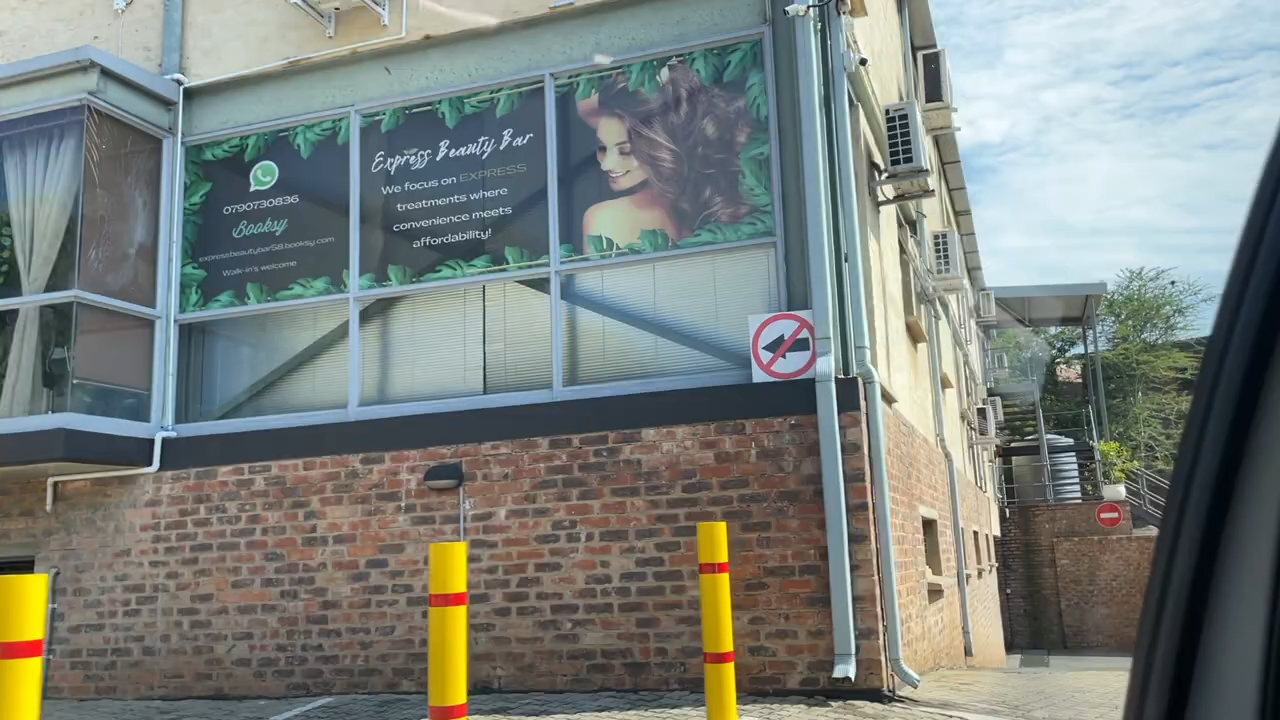 0790730836
Booksy
expressbeautybar58.booksy.com
Walk-in's welcome
Express Beauty Bar
We focus on EXPRESS
treatments where
convenience meets
affordability!